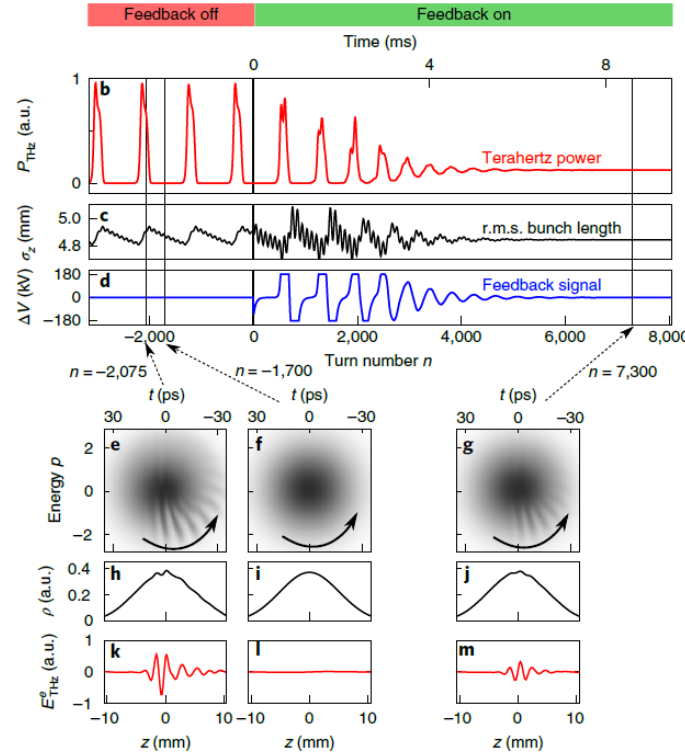 Feedback off Feedback on
Time (ms)
0 4 8
b
P_THz (a.u.)
1
0
Terahertz power
c
σ_z (mm)
5.0
4.8
r.m.s. bunch length
d
ΔV (kV)
180
0
−180
Feedback signal
−2,000 0 2,000 4,000 6,000 8,000
Turn number n
n = −2,075 n = −1,700 n = 7,300
t (ps) t (ps) t (ps)
30 0 −30 30 0 −30 30 0 −30
e f g
Energy p
2
0
−2
h i j
ρ (a.u.)
0.4
0.2
0
k l m
E^e_THz (a.u.)
1
0
−1
−10 0 10 −10 0 10 −10 0 10
z (mm) z (mm) z (mm)